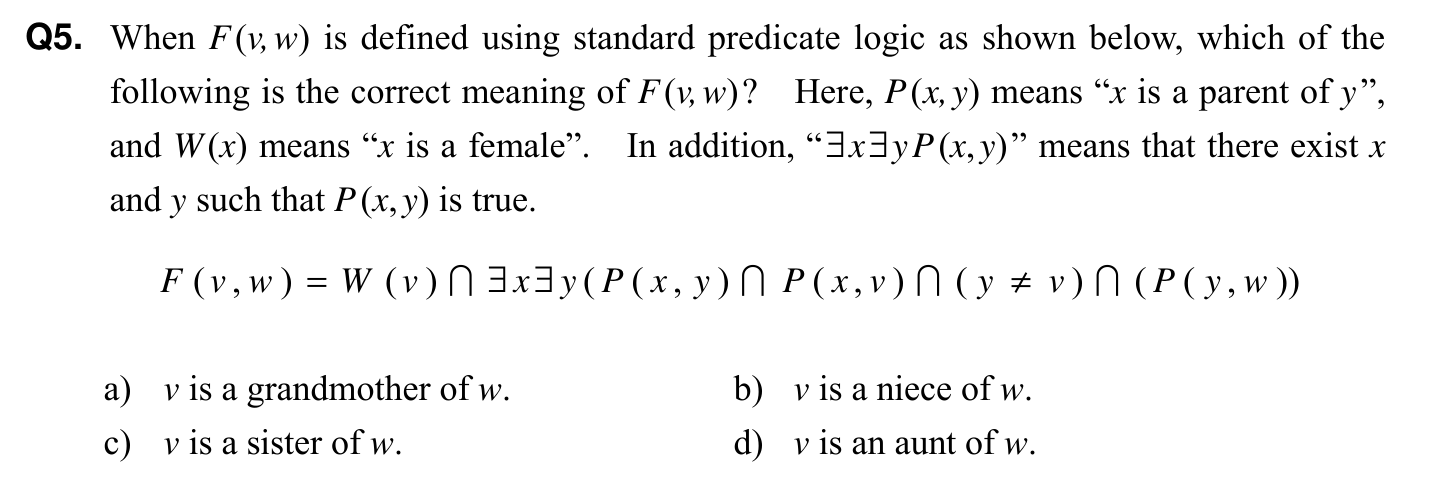 Q5. When F(v, w) is defined using standard predicate logic as shown below, which of the
following is the correct meaning of F(v, w)? Here, P(x, y) means “x is a parent of y”,
and W(x) means “x is a female”. In addition, “∃x∃yP(x, y)” means that there exist x
and y such that P(x, y) is true.
F (v, w) = W (v) ⋂ ∃x∃y(P(x, y) ⋂ P(x, v) ⋂ (y ≠ v) ⋂ (P(y, w))
a) v is a grandmother of w. b) v is a niece of w.
c) v is a sister of w. d) v is an aunt of w.